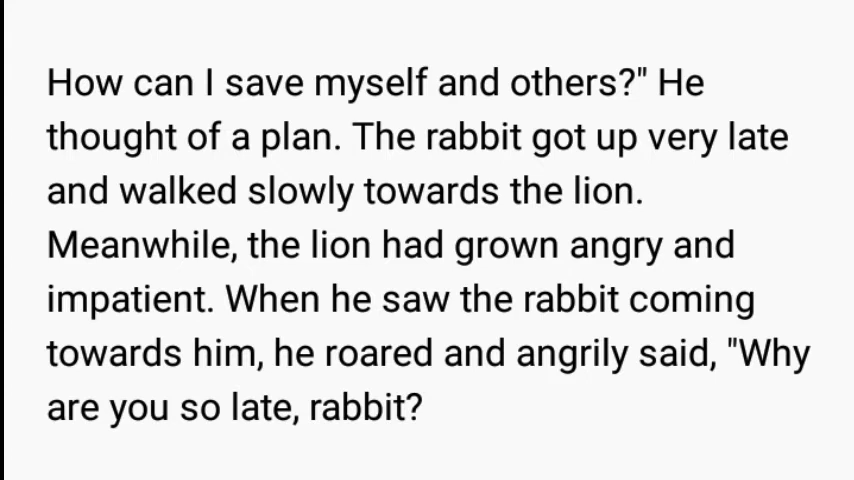 How can I save myself and others?" He
thought of a plan. The rabbit got up very late
and walked slowly towards the lion.
Meanwhile, the lion had grown angry and
impatient. When he saw the rabbit coming
towards him, he roared and angrily said, "Why
are you so late, rabbit?